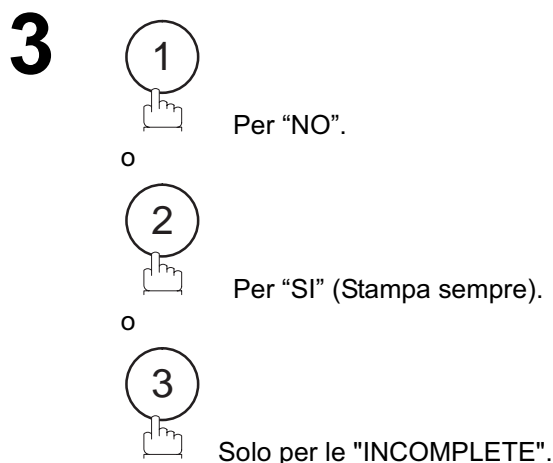 3
1
Per “NO”.
o
2
Per “SI” (Stampa sempre).
o
3
Solo per le "INCOMPLETE".